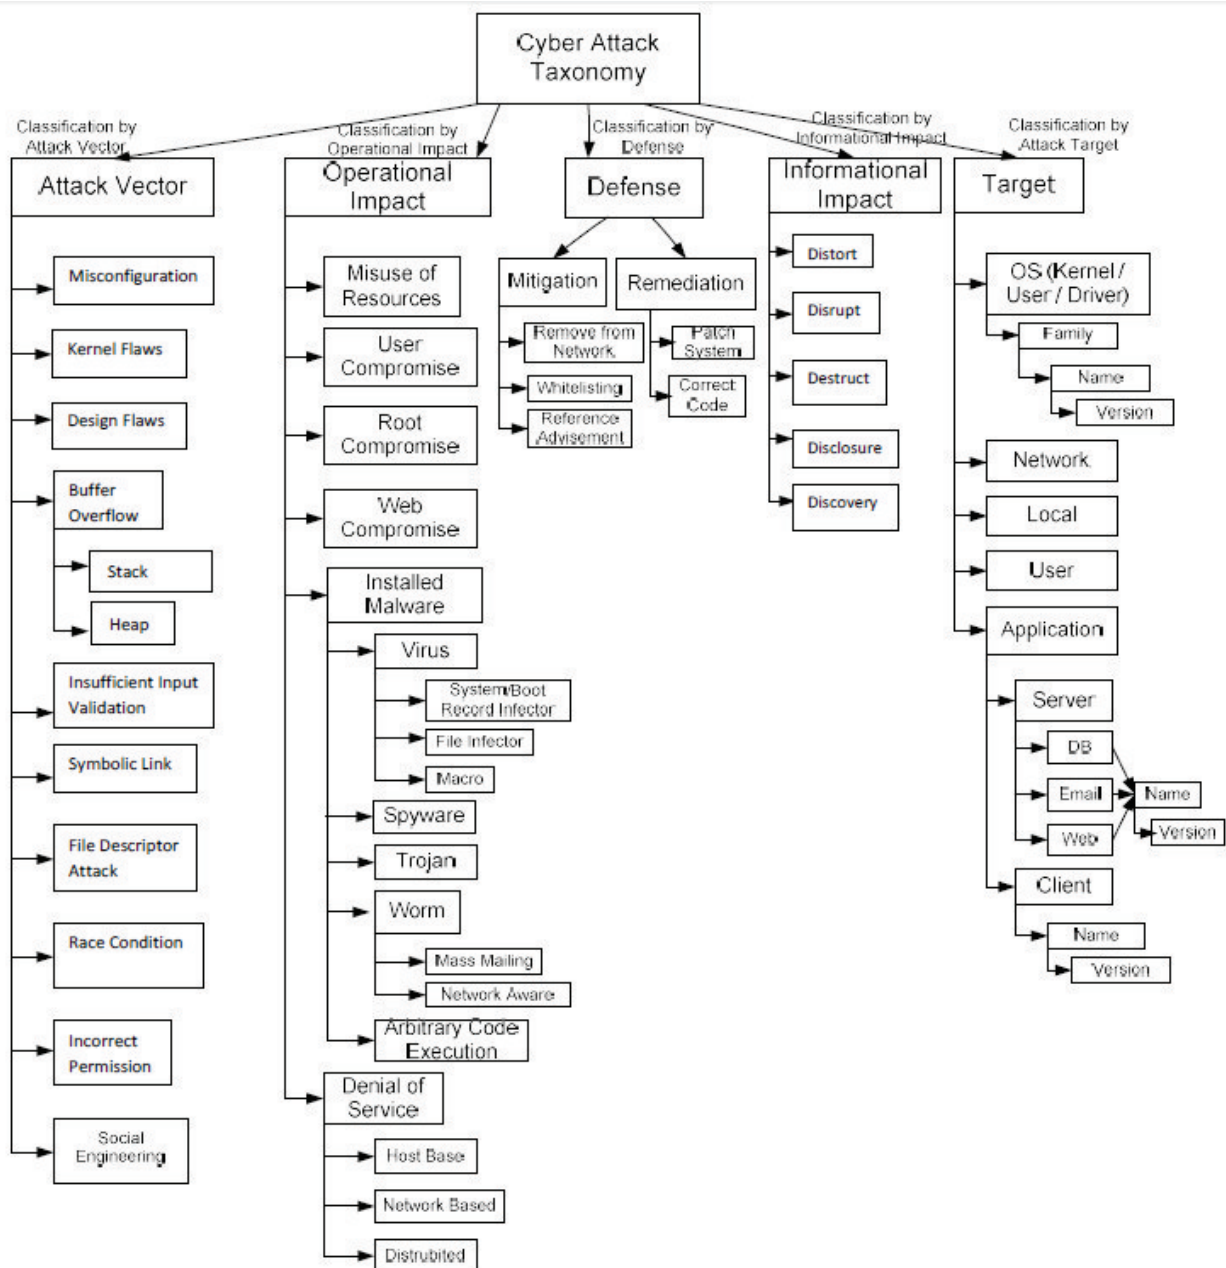 Cyber Attack
Taxonomy
Classification by
Attack Vector
Classification by
Operational Impact
Classification by
Defense
Classification by
Informational Impact
Classification by
Attack Target
Attack Vector
Misconfiguration
Kernel Flaws
Design Flaws
Buffer
Overflow
Stack
Heap
Insufficient Input
Validation
Symbolic Link
File Descriptor
Attack
Race Condition
Incorrect
Permission
Social
Engineering
Operational
Impact
Misuse of
Resources
User
Compromise
Root
Compromise
Web
Compromise
Installed
Malware
Virus
System/Boot
Record Infector
File Infector
Macro
Spyware
Trojan
Worm
Mass Mailing
Network Aware
Arbitrary Code
Execution
Denial of
Service
Host Base
Network Based
Distrubited
Defense
Mitigation
Remove from
Network
Whitelisting
Reference
Advisement
Remediation
Patch
System
Correct
Code
Informational
Impact
Distort
Disrupt
Destruct
Disclosure
Discovery
Target
OS (Kernel /
User / Driver)
Family
Name
Version
Network
Local
User
Application
Server
DB
Email
Web
Name
Version
Client
Name
Version